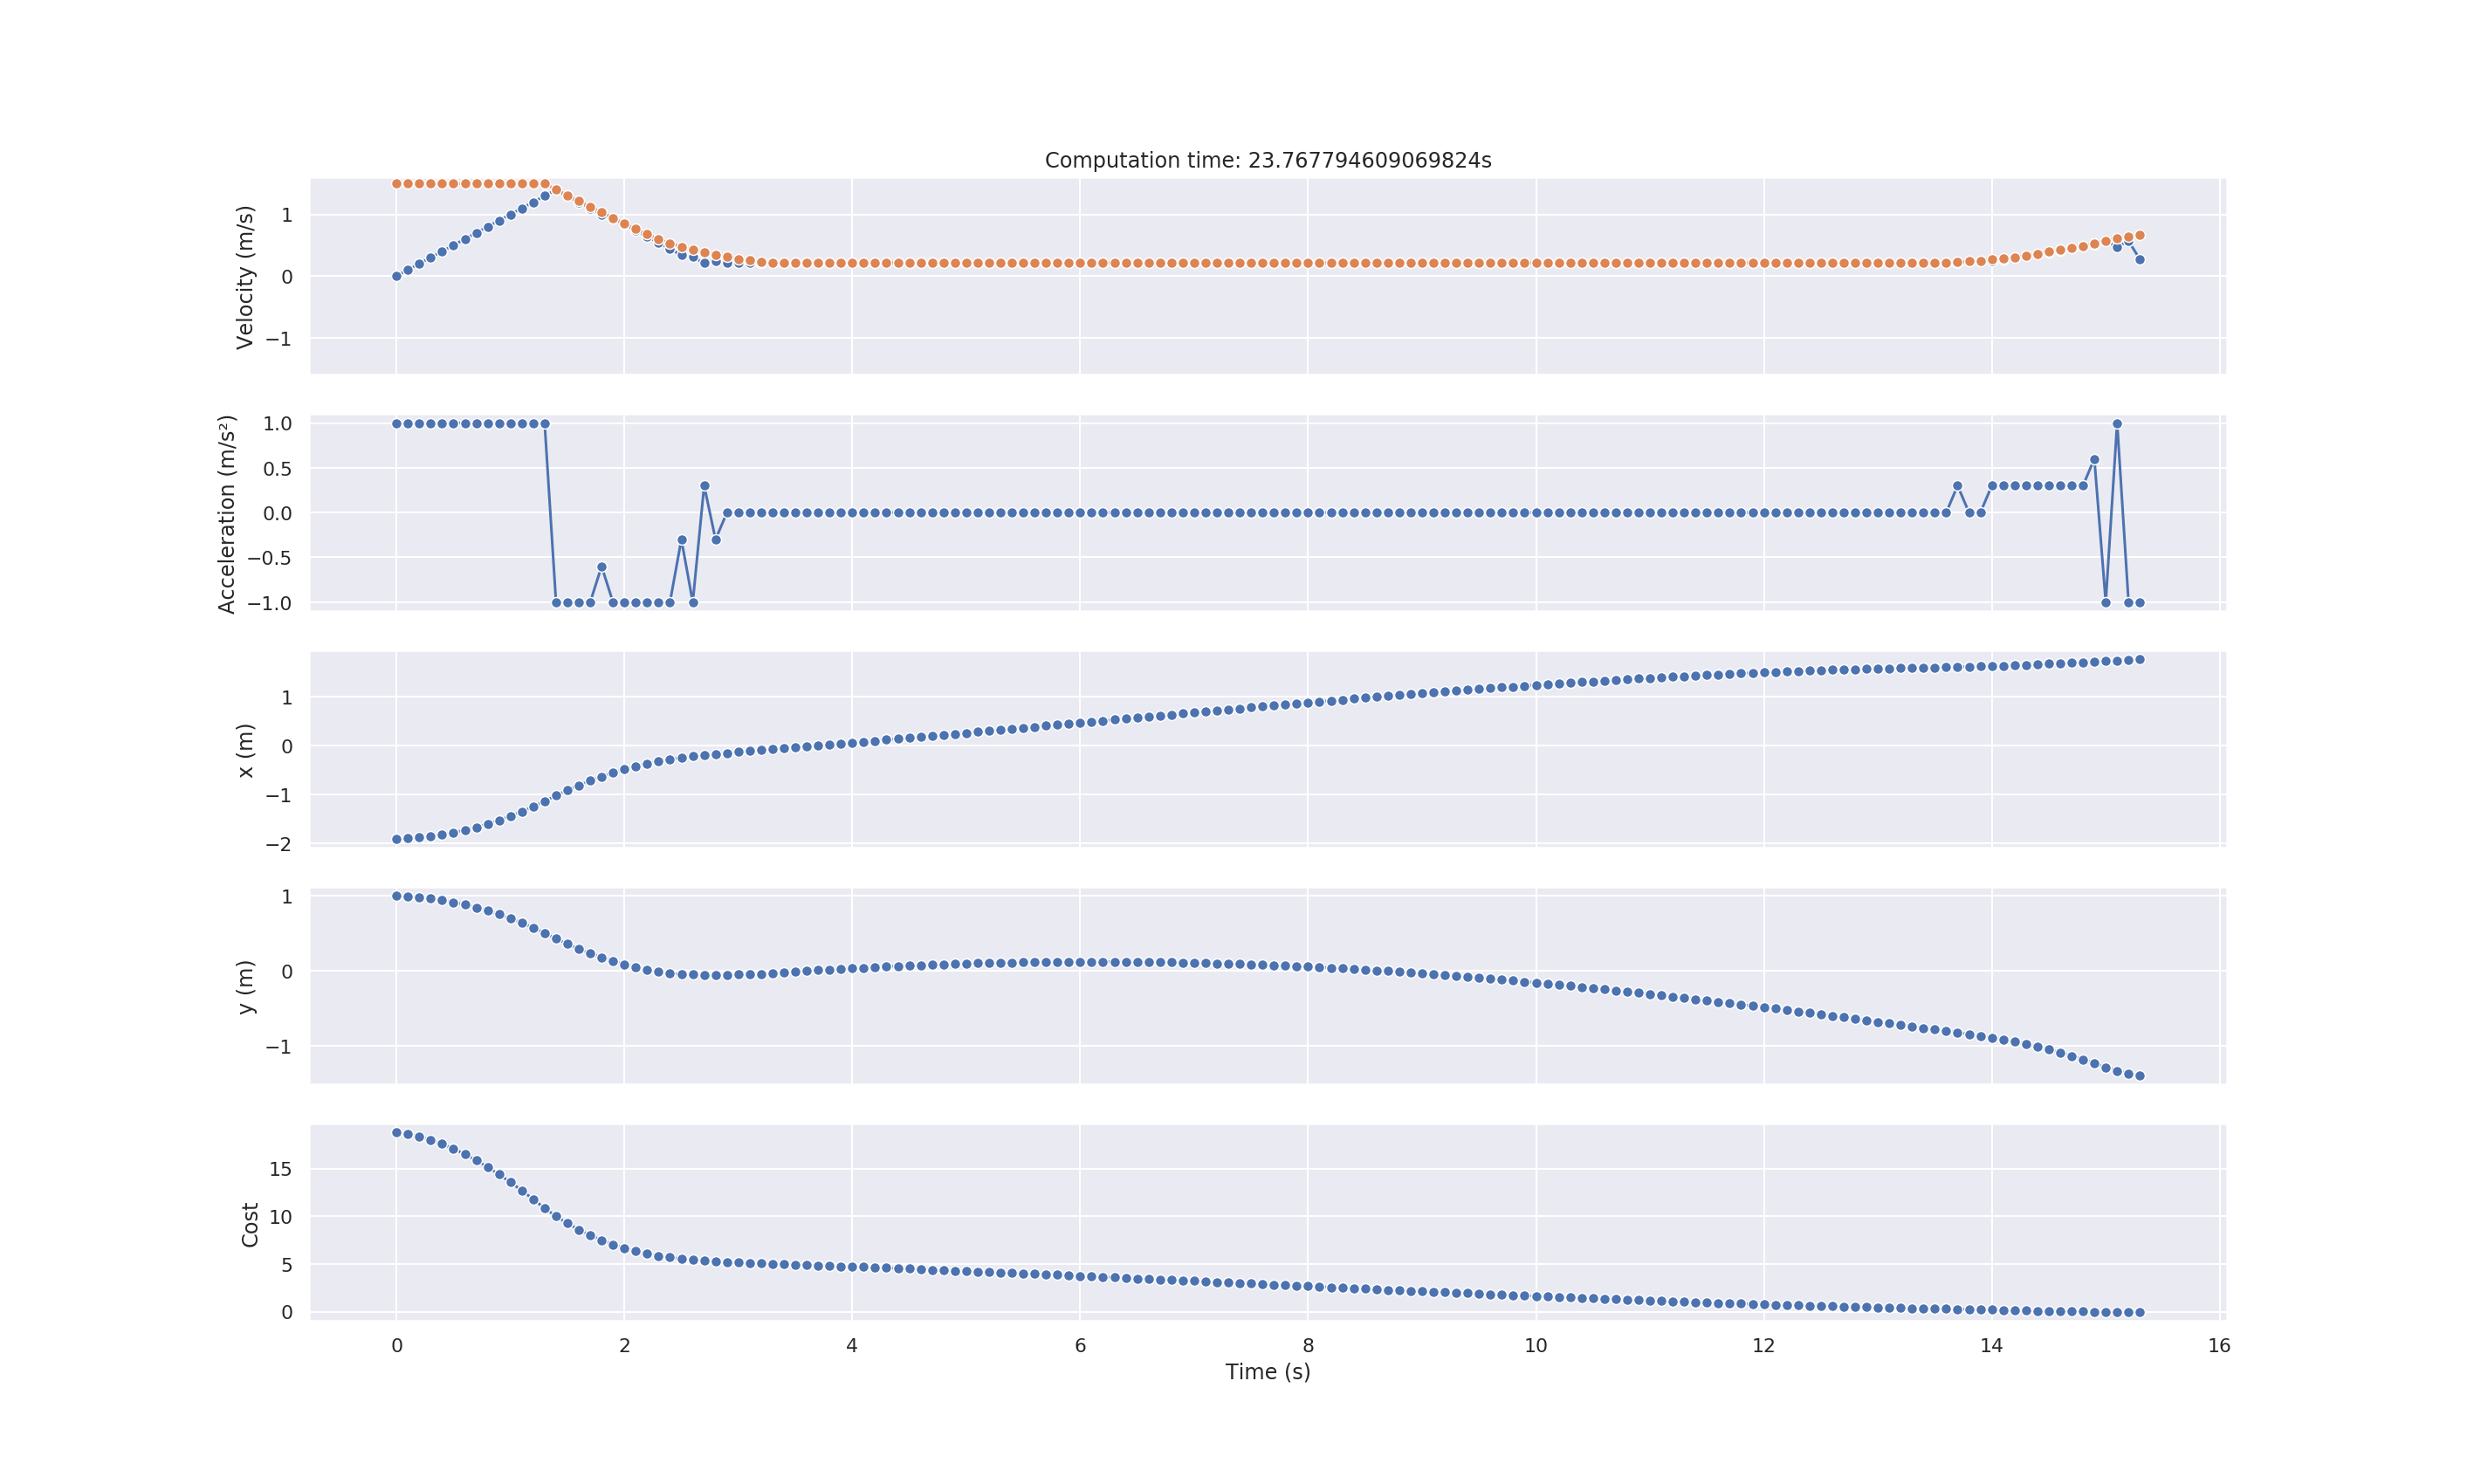 Computation time: 23.767794609069824s
Velocity (m/s)
1
0
−1
Acceleration (m/s²)
1.0
0.5
0.0
−0.5
−1.0
x (m)
1
0
−1
−2
y (m)
1
0
−1
Cost
15
10
5
0
0 2 4 6 8 10 12 14 16
Time (s)